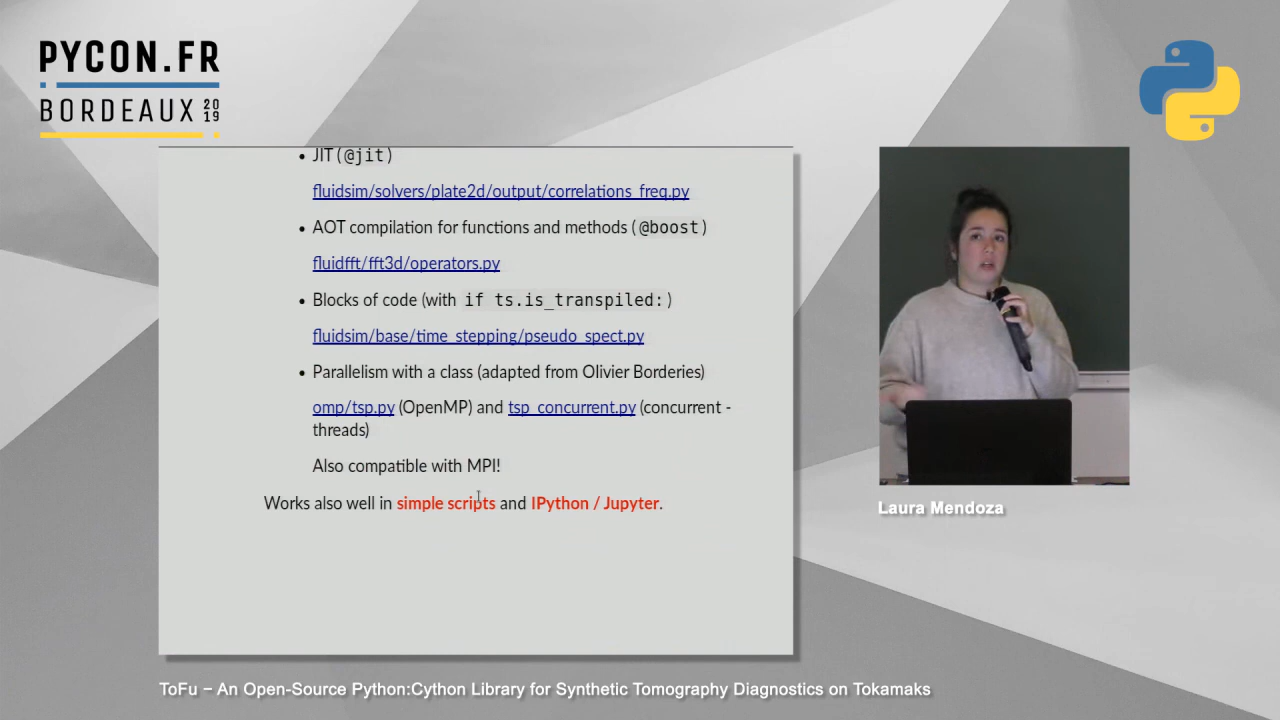 PYCON.FR
BORDEAUX 2019
• JIT (@jit)
fluidsim/solvers/plate2d/output/correlations_freq.py
• AOT compilation for functions and methods (@boost)
fluidfft/fft3d/operators.py
• Blocks of code (with if ts.is_transpiled:)
fluidsim/base/time_stepping/pseudo_spect.py
• Parallelism with a class (adapted from Olivier Borderies)
omp/tsp.py (OpenMP) and tsp_concurrent.py (concurrent -
threads)
Also compatible with MPI!
Works also well in simple scripts and IPython / Jupyter.
Laura Mendoza
ToFu – An Open-Source Python:Cython Library for Synthetic Tomography Diagnostics on Tokamaks